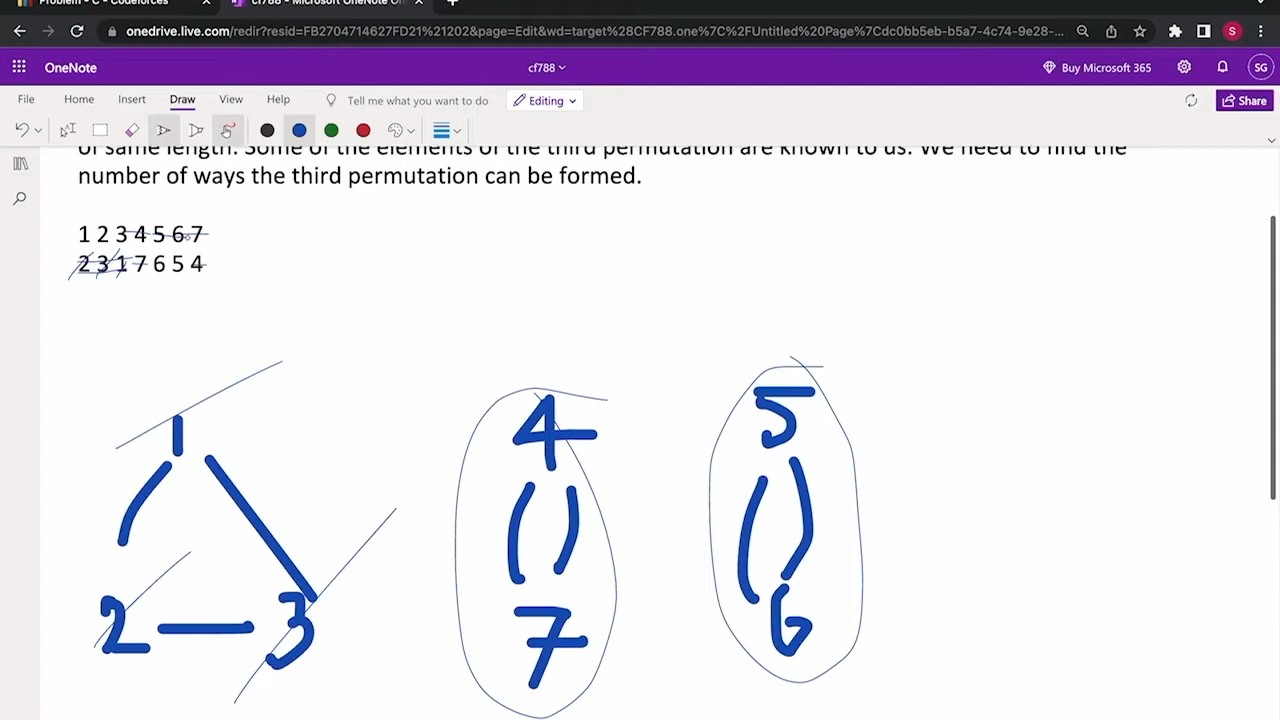 Problem - C - Codeforces
cf788 - Microsoft OneNote On
onedrive.live.com/redir?resid=FB2704714627FD21%21202&page=Edit&wd=target%28CF788.one%7C%2FUntitled%20Page%7Cdc0bb5eb-b5a7-4c74-9e28-...
S
OneNote
cf788
Buy Microsoft 365
SG
File Home Insert Draw View Help Tell me what you want to do Editing Share
of same length. Some of the elements of the third permutation are known to us. We need to find the
number of ways the third permutation can be formed.
1 2 3 4 5 6 7
2 3 1 7 6 5 4
1 4 5
2 3 7 6